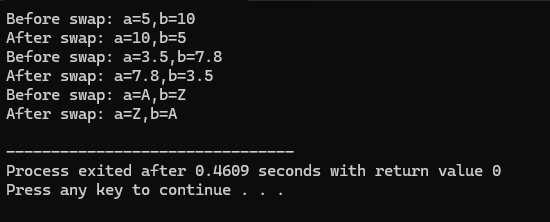 Before swap: a=5,b=10
After swap: a=10,b=5
Before swap: a=3.5,b=7.8
After swap: a=7.8,b=3.5
Before swap: a=A,b=Z
After swap: a=Z,b=A
--------------------------------
Process exited after 0.4609 seconds with return value 0
Press any key to continue . . .